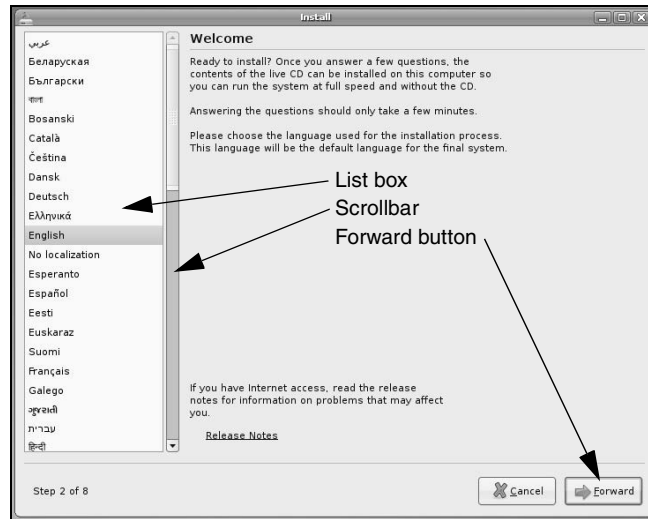 Install
عربي
Беларуская
Български
বাংলা
Bosanski
Català
Čeština
Dansk
Deutsch
Ελληνικά
English
No localization
Esperanto
Español
Eesti
Euskaraz
Suomi
Français
Galego
ગુજરાતી
עברית
हिन्दी
Welcome
Ready to install? Once you answer a few questions, the
contents of the live CD can be installed on this computer so
you can run the system at full speed and without the CD.
Answering the questions should only take a few minutes.
Please choose the language used for the installation process.
This language will be the default language for the final system.
List box
Scrollbar
Forward button
If you have Internet access, read the release
notes for information on problems that may affect
you.
Release Notes
Step 2 of 8
Cancel
Forward